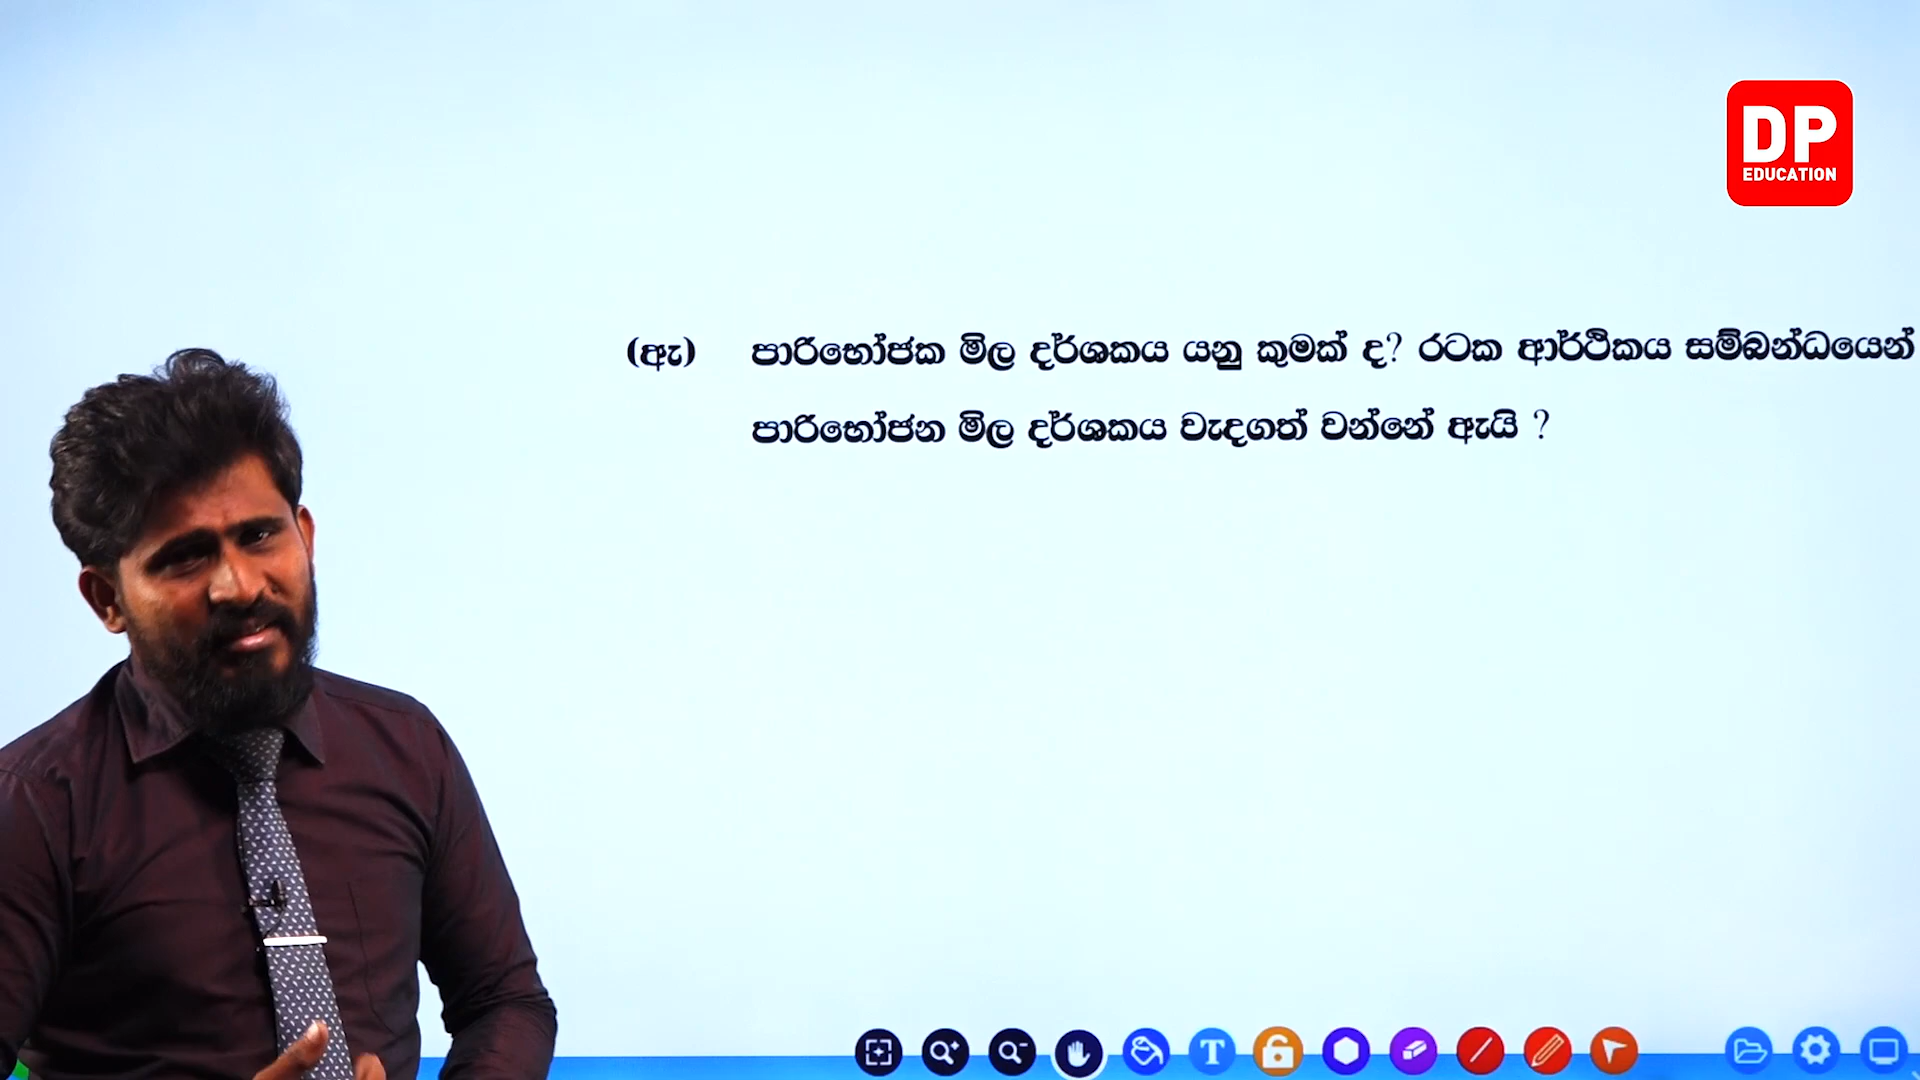 DP
EDUCATION
(ඇ) පාරිභෝජක මිල දර්ශකය යනු කුමක් ද? රටක ආර්ථිකය සම්බන්ධයෙන්
පාරිභෝජන මිල දර්ශකය වැදගත් වන්නේ ඇයි ?
T